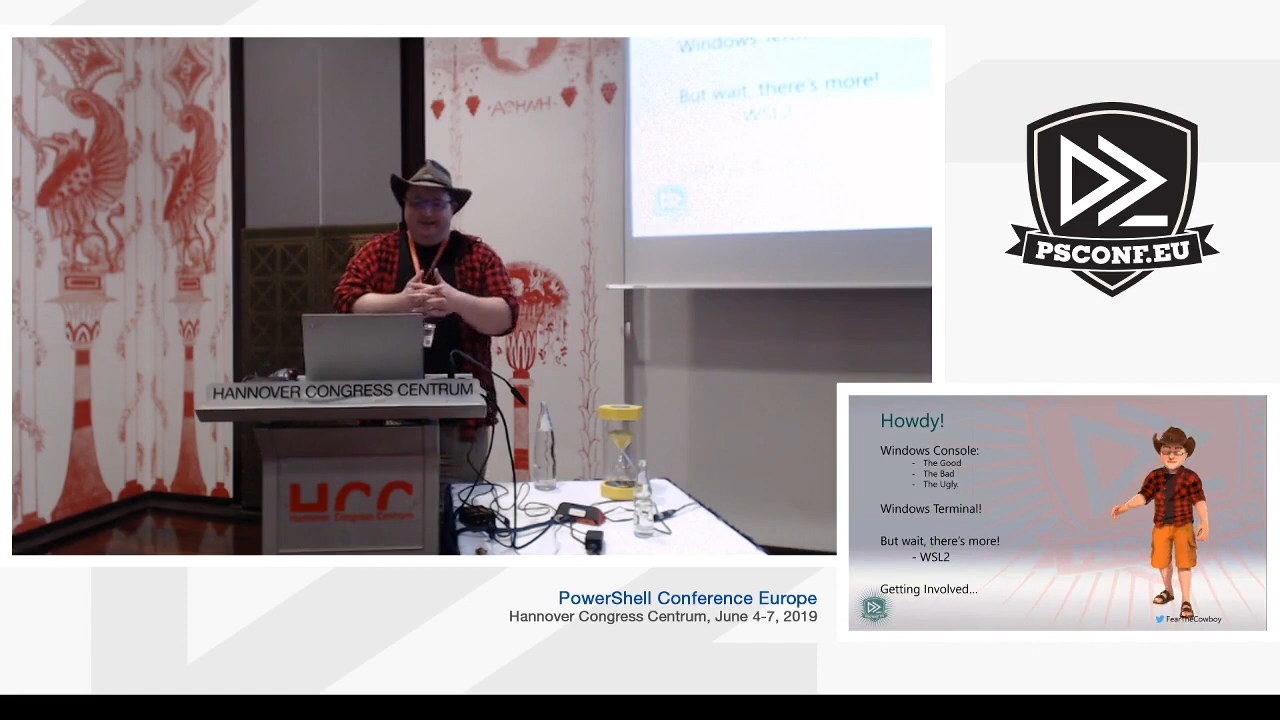 Windows
But wait, there's more!
WSL2
HANNOVER CONGRESS CENTRUM
HCC
Hannover Congress Centrum
PSCONF.EU
Howdy!
Windows Console:
- The Good
- The Bad
- The Ugly.
Windows Terminal!
But wait, there's more!
- WSL2
Getting Involved...
FearTheCowboy
PowerShell Conference Europe
Hannover Congress Centrum, June 4-7, 2019